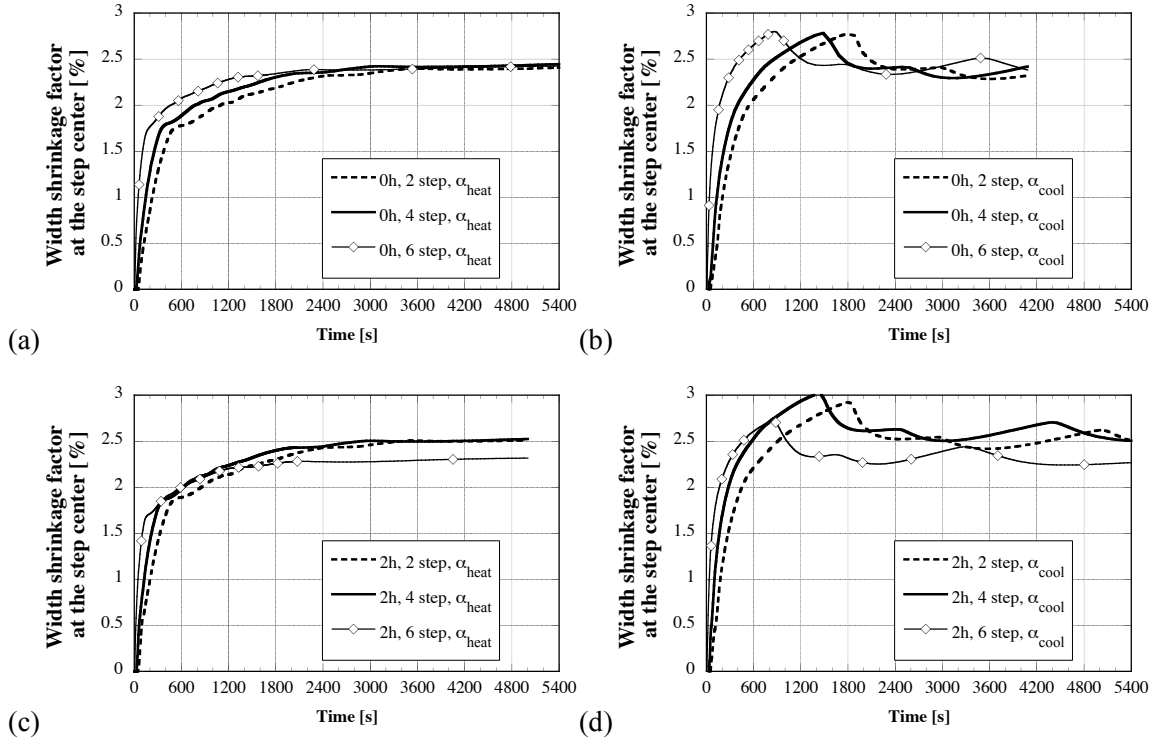 Width shrinkage factor
at the step center [%]
3
2.5
2
1.5
1
0.5
0
0 600 1200 1800 2400 3000 3600 4200 4800 5400
Time [s]
0h, 2 step, αheat
0h, 4 step, αheat
0h, 6 step, αheat
(a)
Width shrinkage factor
at the step center [%]
3
2.5
2
1.5
1
0.5
0
0 600 1200 1800 2400 3000 3600 4200 4800 5400
Time [s]
0h, 2 step, αcool
0h, 4 step, αcool
0h, 6 step, αcool
(b)
Width shrinkage factor
at the step center [%]
3
2.5
2
1.5
1
0.5
0
0 600 1200 1800 2400 3000 3600 4200 4800 5400
Time [s]
2h, 2 step, αheat
2h, 4 step, αheat
2h, 6 step, αheat
(c)
Width shrinkage factor
at the step center [%]
3
2.5
2
1.5
1
0.5
0
0 600 1200 1800 2400 3000 3600 4200 4800 5400
Time [s]
2h, 2 step, αcool
2h, 4 step, αcool
2h, 6 step, αcool
(d)